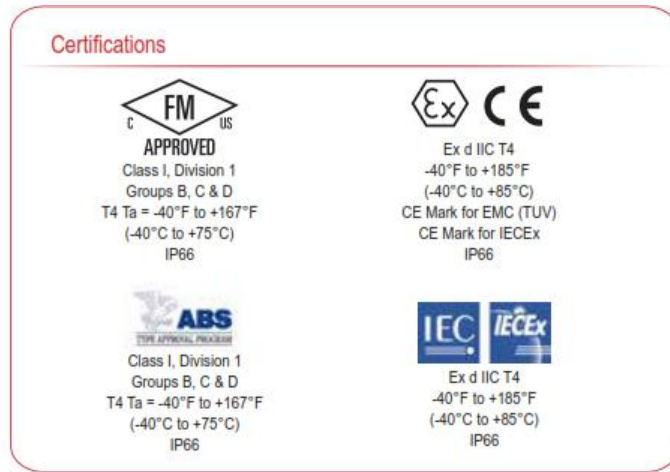 Certifications
FM
C US
APPROVED
Class I, Division 1
Groups B, C & D
T4 Ta = -40°F to +167°F
(-40°C to +75°C)
IP66
Ex CE
Ex d IIC T4
-40°F to +185°F
(-40°C to +85°C)
CE Mark for EMC (TUV)
CE Mark for IECEx
IP66
ABS
TYPE APPROVAL PROGRAM
Class I, Division 1
Groups B, C & D
T4 Ta = -40°F to +167°F
(-40°C to +75°C)
IP66
IEC IECEx
Ex d IIC T4
-40°F to +185°F
(-40°C to +85°C)
IP66